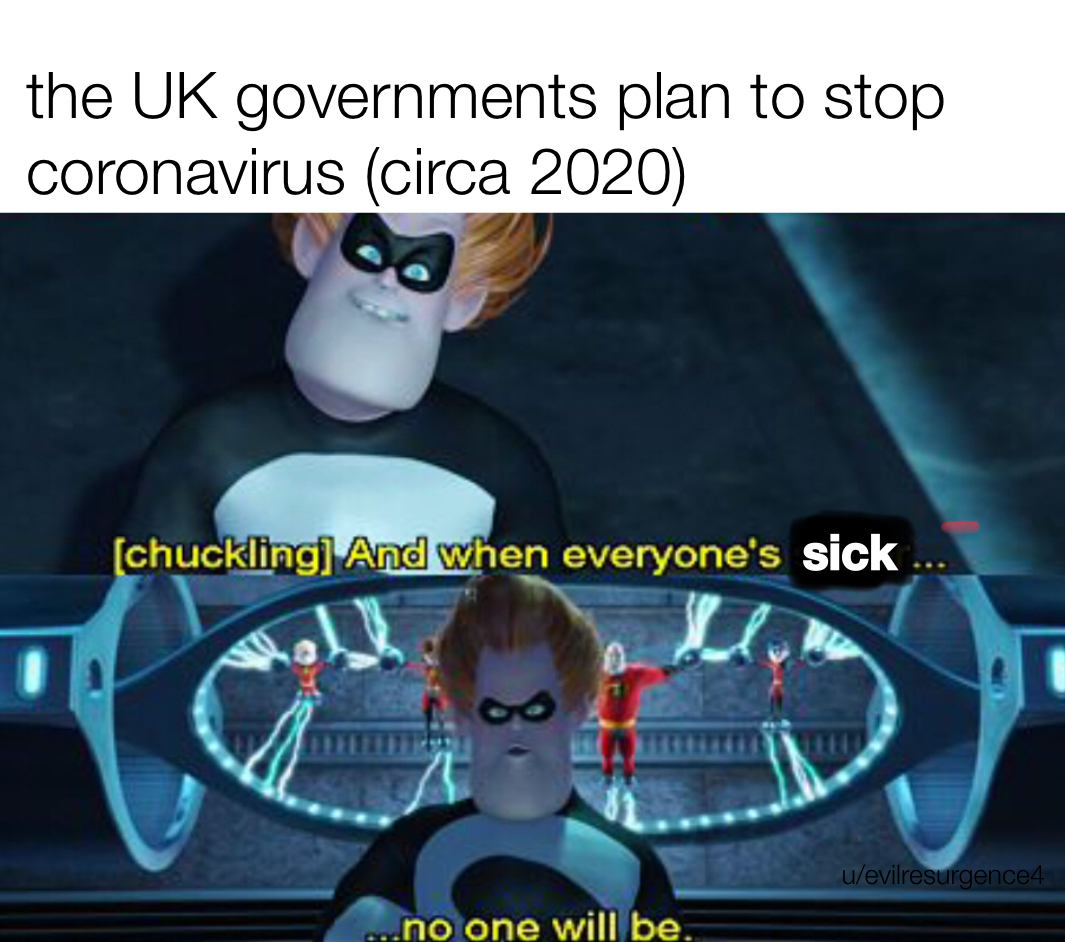 the UK governments plan to stop
coronavirus (circa 2020)
[chuckling] And when everyone's sick ...
u/evilresurgence4
...no one will be.